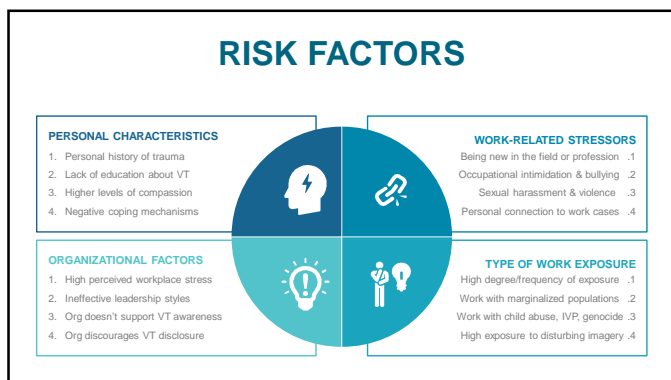 RISK FACTORS
PERSONAL CHARACTERISTICS
1. Personal history of trauma
2. Lack of education about VT
3. Higher levels of compassion
4. Negative coping mechanisms
WORK-RELATED STRESSORS
Being new in the field or profession .1
Occupational intimidation & bullying .2
Sexual harassment & violence .3
Personal connection to work cases .4
ORGANIZATIONAL FACTORS
1. High perceived workplace stress
2. Ineffective leadership styles
3. Org doesn't support VT awareness
4. Org discourages VT disclosure
TYPE OF WORK EXPOSURE
High degree/frequency of exposure .1
Work with marginalized populations .2
Work with child abuse, IVP, genocide .3
High exposure to disturbing imagery .4